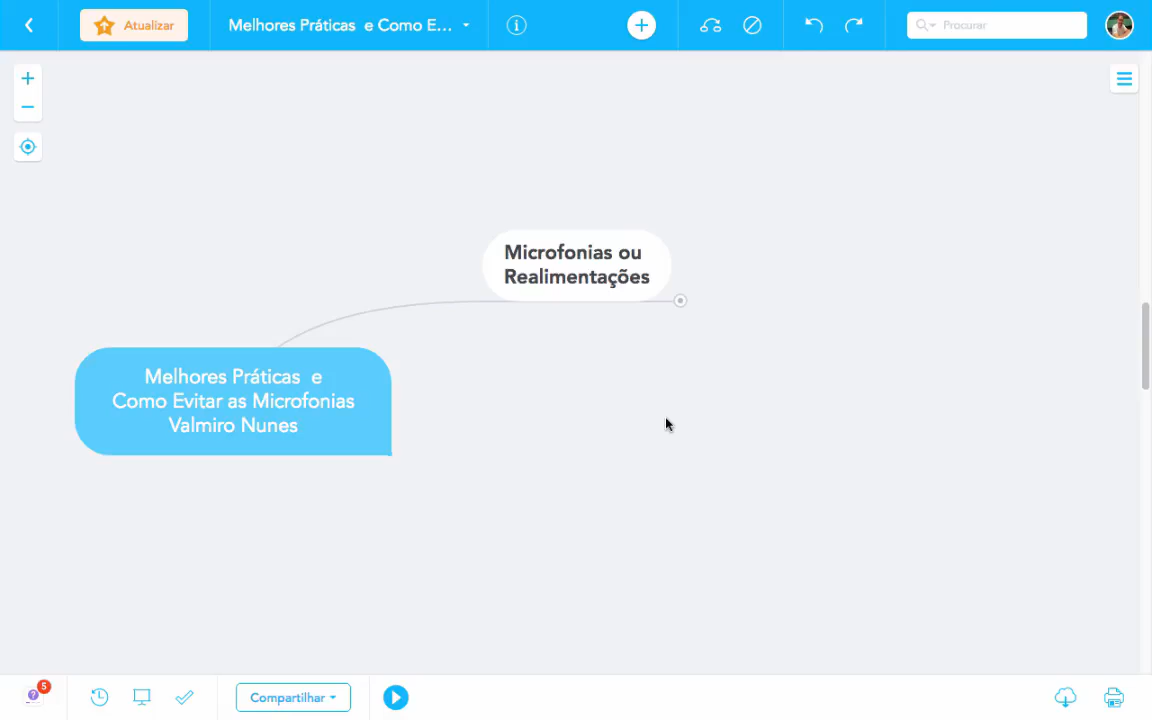 Atualizar
Melhores Práticas e Como E...
Procurar
Microfonias ou
Realimentações
Melhores Práticas e
Como Evitar as Microfonias
Valmiro Nunes
5
Compartilhar